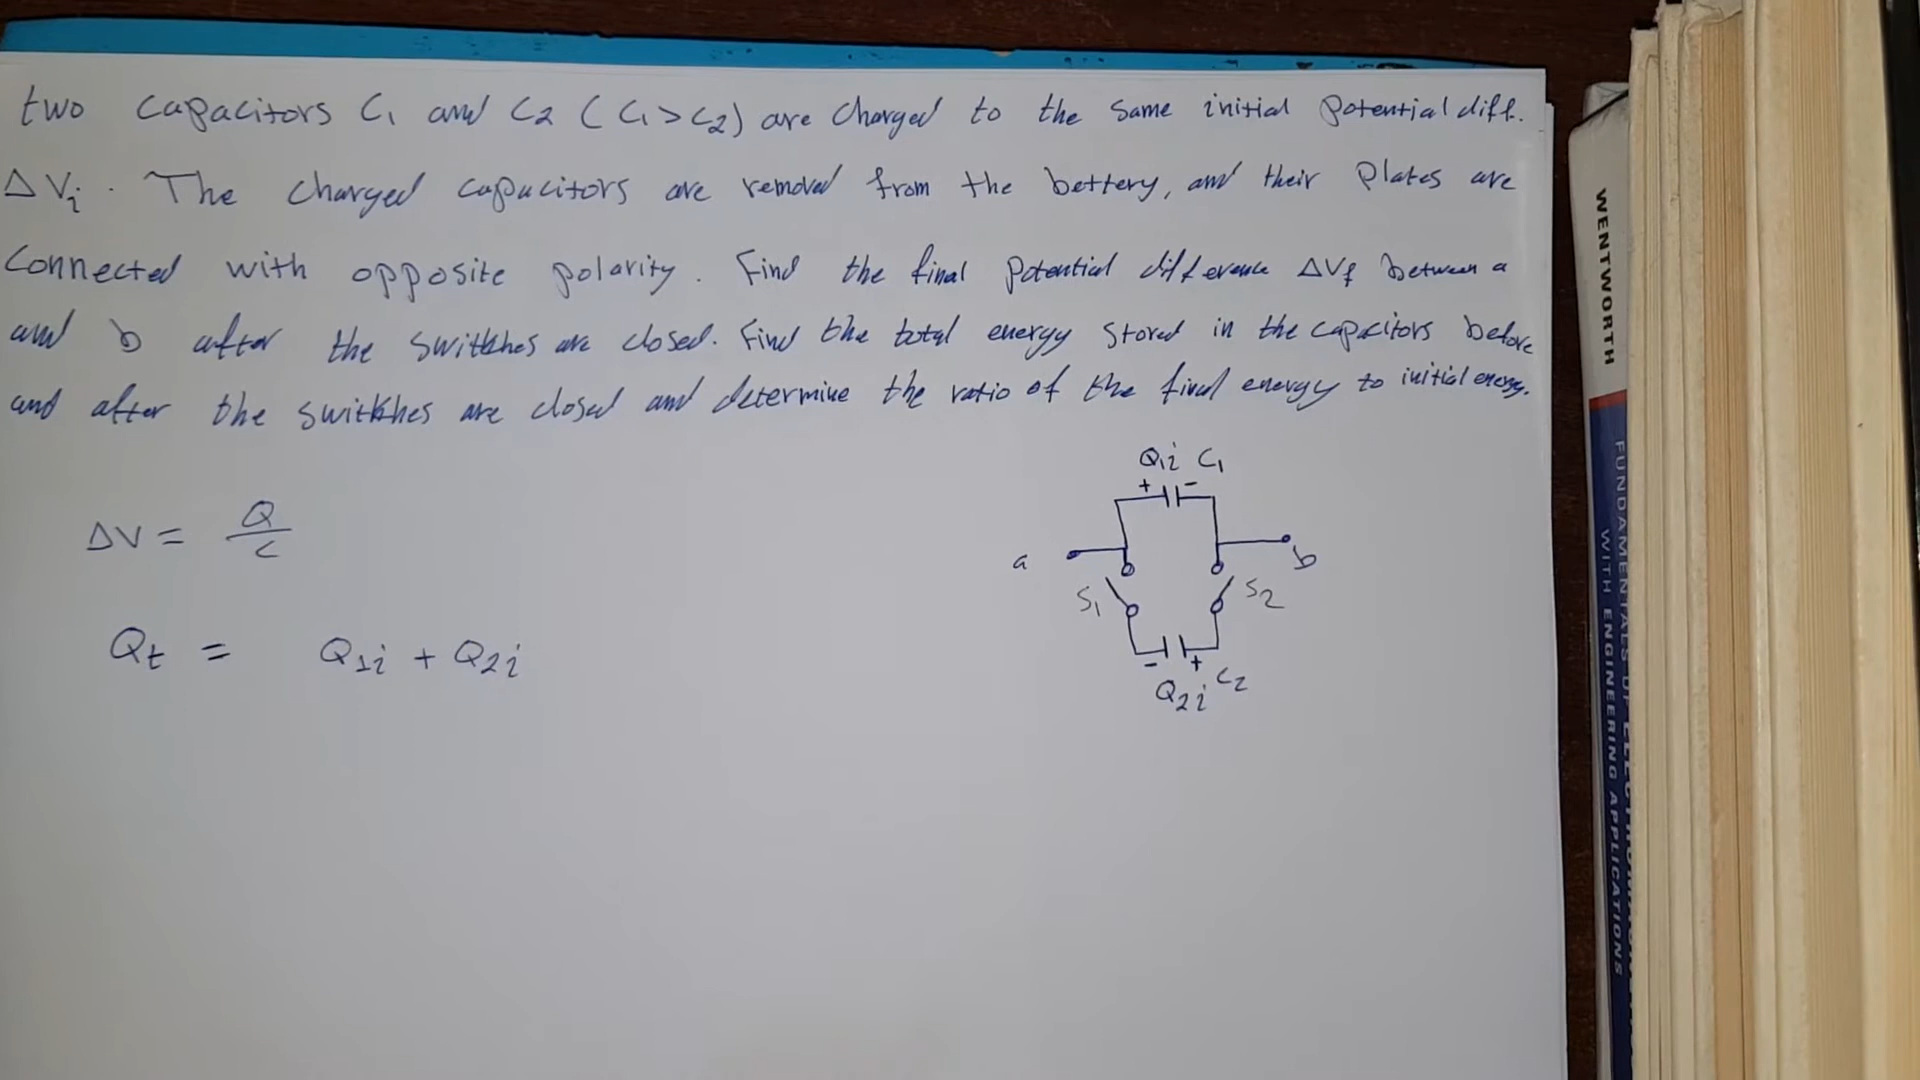 two capacitors C₁ and C₂ (C₁>C₂) are charged to the same initial potential diff.
ΔVi. The charged capacitors are removed from the bettery, and their plates are
connected with opposite polarity. Find the final potential difference ΔVf between a
and b after the switches are closed. Find the total energy stored in the capacitors before
and after the switches are closed and determine the ratio of the final energy to initial energy.
Q₁i C₁
+ -
ΔV = Q/C
a b
S₁ S₂
Qt = Q₁i + Q₂i
- +
Q₂i C₂
WENTWORTH
FUNDAMENTALS OF ELECTROMAGNETICS
WITH ENGINEERING APPLICATIONS